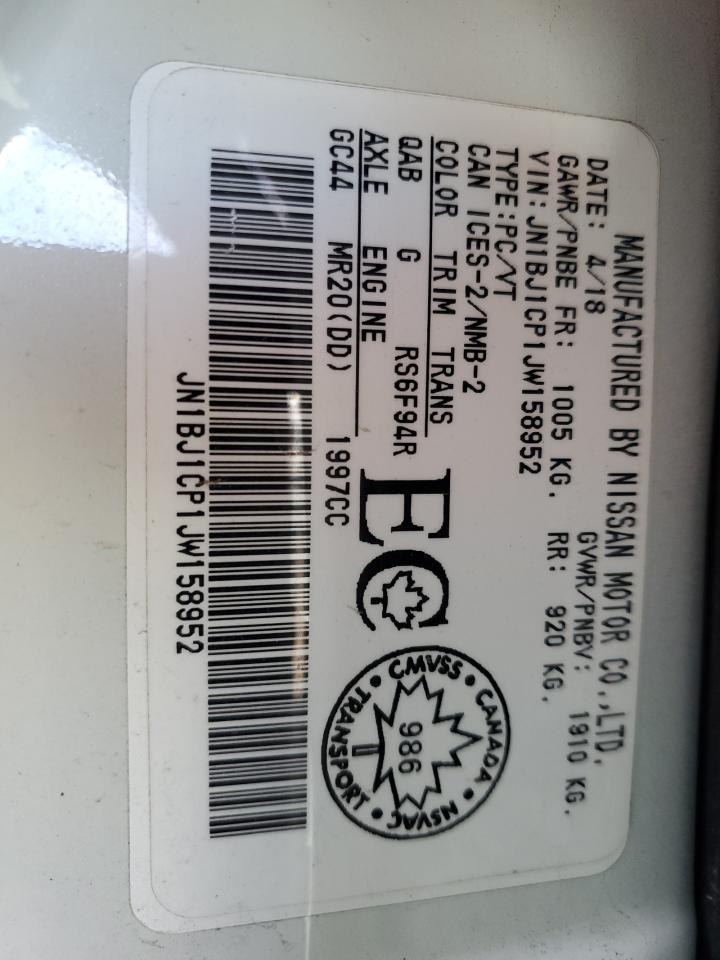 MANUFACTURED BY NISSAN MOTOR CO.,LTD.
DATE: 4/18 GVWR/PNBV: 1910 KG.
GAWR/PNBE FR: 1005 KG. RR: 920 KG.
VIN:JN1BJ1CP1JW158952
TYPE:PC/VT
CAN ICES-2/NMB-2
COLOR TRIM TRANS
QAB G RS6F94R
AXLE ENGINE
GC44 MR20(DD) 1997CC
EC
CANADA • NSVAC • TRANSPORT • CMVSS •
986
JN1BJ1CP1JW158952